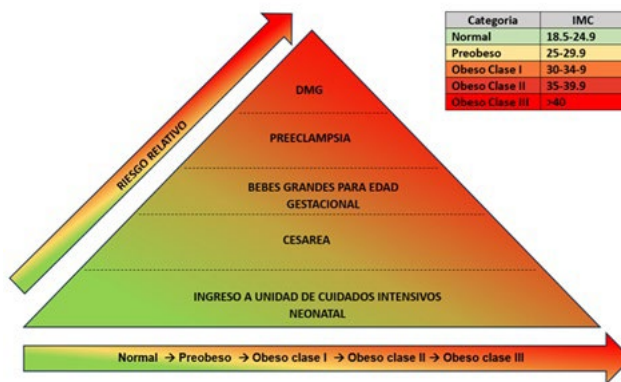 Categoria IMC
Normal 18.5-24.9
Preobeso 25-29.9
Obeso Clase I 30-34-9
Obeso Clase II 35-39.9
Obeso Clase III >40
RIESGO RELATIVO
DMG
PREECLAMPSIA
BEBES GRANDES PARA EDAD
GESTACIONAL
CESAREA
INGRESO A UNIDAD DE CUIDADOS INTENSIVOS
NEONATAL
Normal → Preobeso → Obeso clase I → Obeso clase II → Obeso clase III